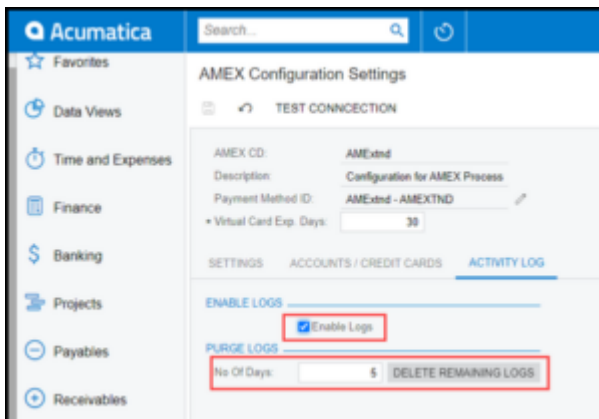 Acumatica
Search...
Favorites
AMEX Configuration Settings
Data Views
TEST CONNCECTION
Time and Expenses
AMEX CD: AMExtnd
Description: Configuration for AMEX Process
Payment Method ID: AMExtnd - AMEXTND
• Virtual Card Exp. Days: 30
Finance
Banking
SETTINGS ACCOUNTS / CREDIT CARDS ACTIVITY LOG
Projects
ENABLE LOGS
Enable Logs
Payables
PURGE LOGS
No Of Days: 5 DELETE REMAINING LOGS
Receivables